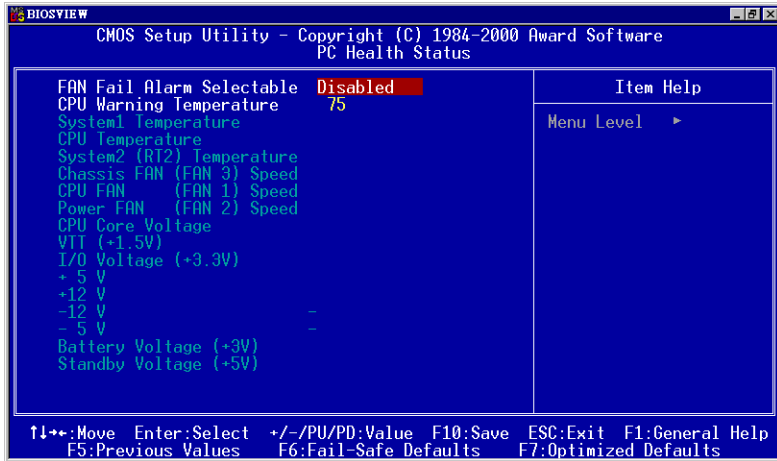 BIOSVIEW
CMOS Setup Utility - Copyright (C) 1984-2000 Award Software
PC Health Status
FAN Fail Alarm Selectable Disabled
CPU Warning Temperature 75
System1 Temperature
CPU Temperature
System2 (RT2) Temperature
Chassis FAN (FAN 3) Speed
CPU FAN (FAN 1) Speed
Power FAN (FAN 2) Speed
CPU Core Voltage
VTT (+1.5V)
I/O Voltage (+3.3V)
+ 5 V
+12 V
-12 V -
- 5 V -
Battery Voltage (+3V)
Standby Voltage (+5V)
Item Help
Menu Level ►
↑↓→←:Move Enter:Select +/-/PU/PD:Value F10:Save ESC:Exit F1:General Help
F5:Previous Values F6:Fail-Safe Defaults F7:Optimized Defaults